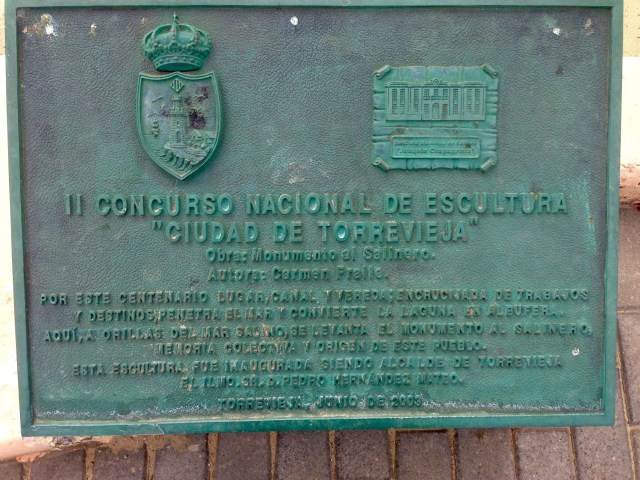 II CONCURSO NACIONAL DE ESCULTURA
"CIUDAD DE TORREVIEJA"
Obra: Monumento al Salinero.
Autora: Carmen Fraile.
POR ESTE CENTENARIO LUGAR, CANAL Y VEREDA, ENCRUCIJADA DE TRABAJOS
Y DESTINOS, PENETRA EL MAR Y CONVIERTE LA LAGUNA EN ALBUFERA.
AQUÍ, A ORILLAS DEL MAR SALINO, SE LEVANTA EL MONUMENTO AL SALINERO,
MEMORIA COLECTIVA Y ORIGEN DE ESTE PUEBLO.
ESTA ESCULTURA FUE INAUGURADA SIENDO ALCALDE DE TORREVIEJA
EL ILMO. SR. D. PEDRO HERNÁNDEZ MATEO.
TORREVIEJA, JUNIO DE 2003